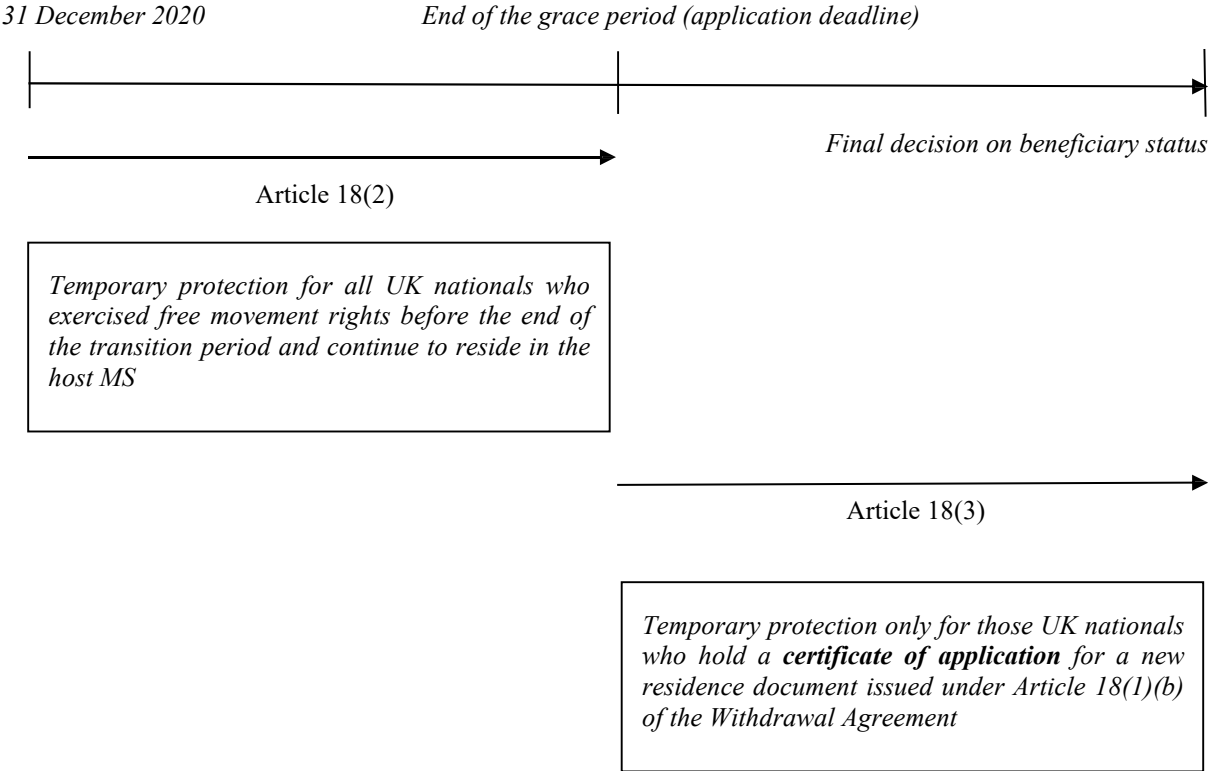 31 December 2020
End of the grace period (application deadline)
Final decision on beneficiary status
Article 18(2)
Temporary protection for all UK nationals who
exercised free movement rights before the end of
the transition period and continue to reside in the
host MS
Article 18(3)
Temporary protection only for those UK nationals
who hold a certificate of application for a new
residence document issued under Article 18(1)(b)
of the Withdrawal Agreement